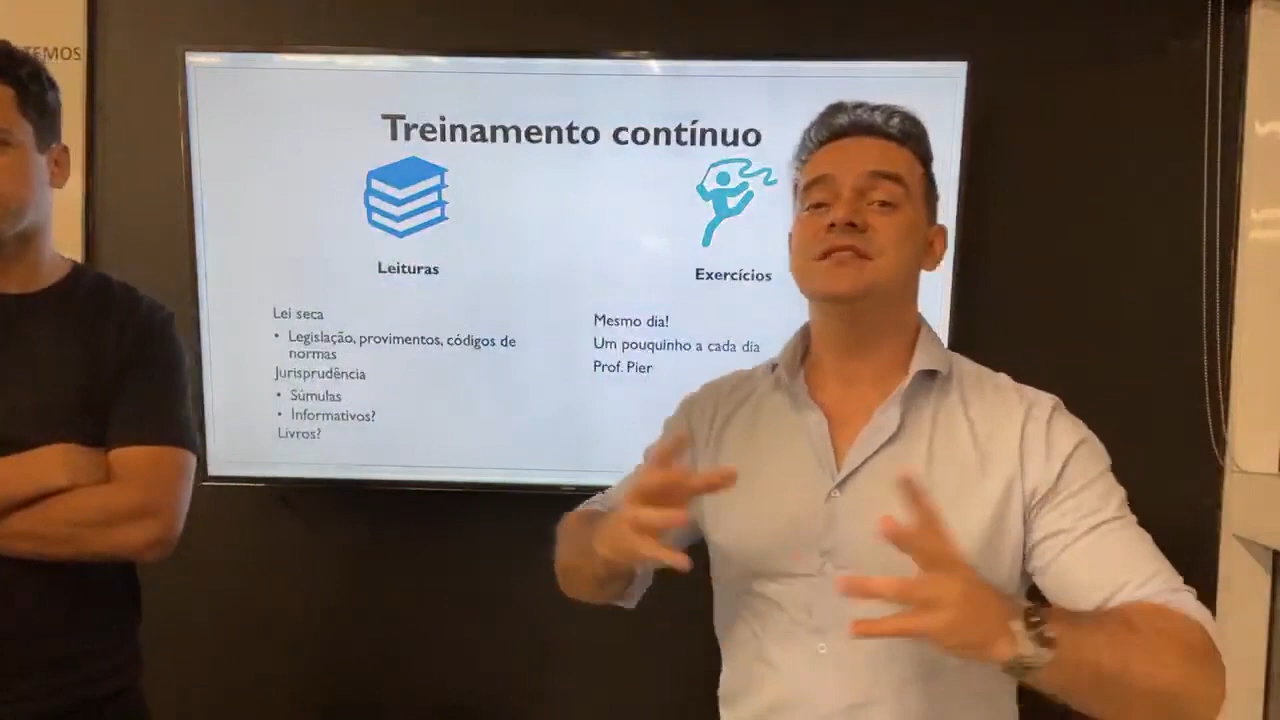 TEMOS
Treinamento contínuo
Leituras
Lei seca
• Legislação, provimentos, códigos de
normas
Jurisprudência
• Súmulas
• Informativos?
Livros?
Exercícios
Mesmo dia!
Um pouquinho a cada dia
Prof. Pier